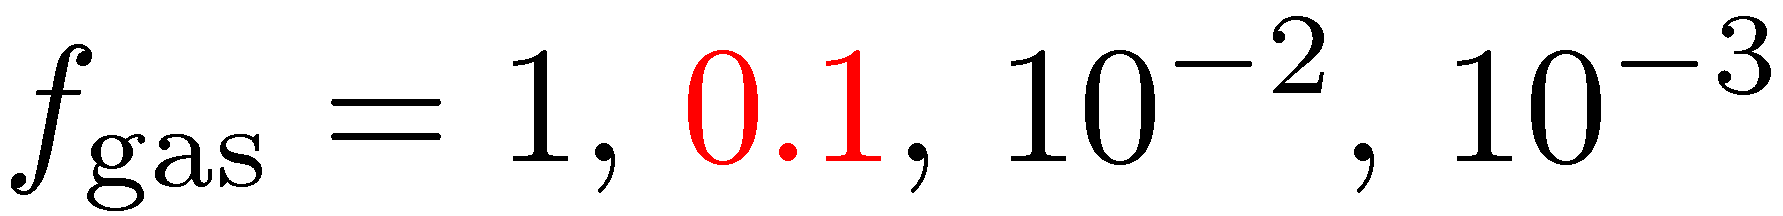 f_gas = 1, 0.1, 10^−2, 10^−3